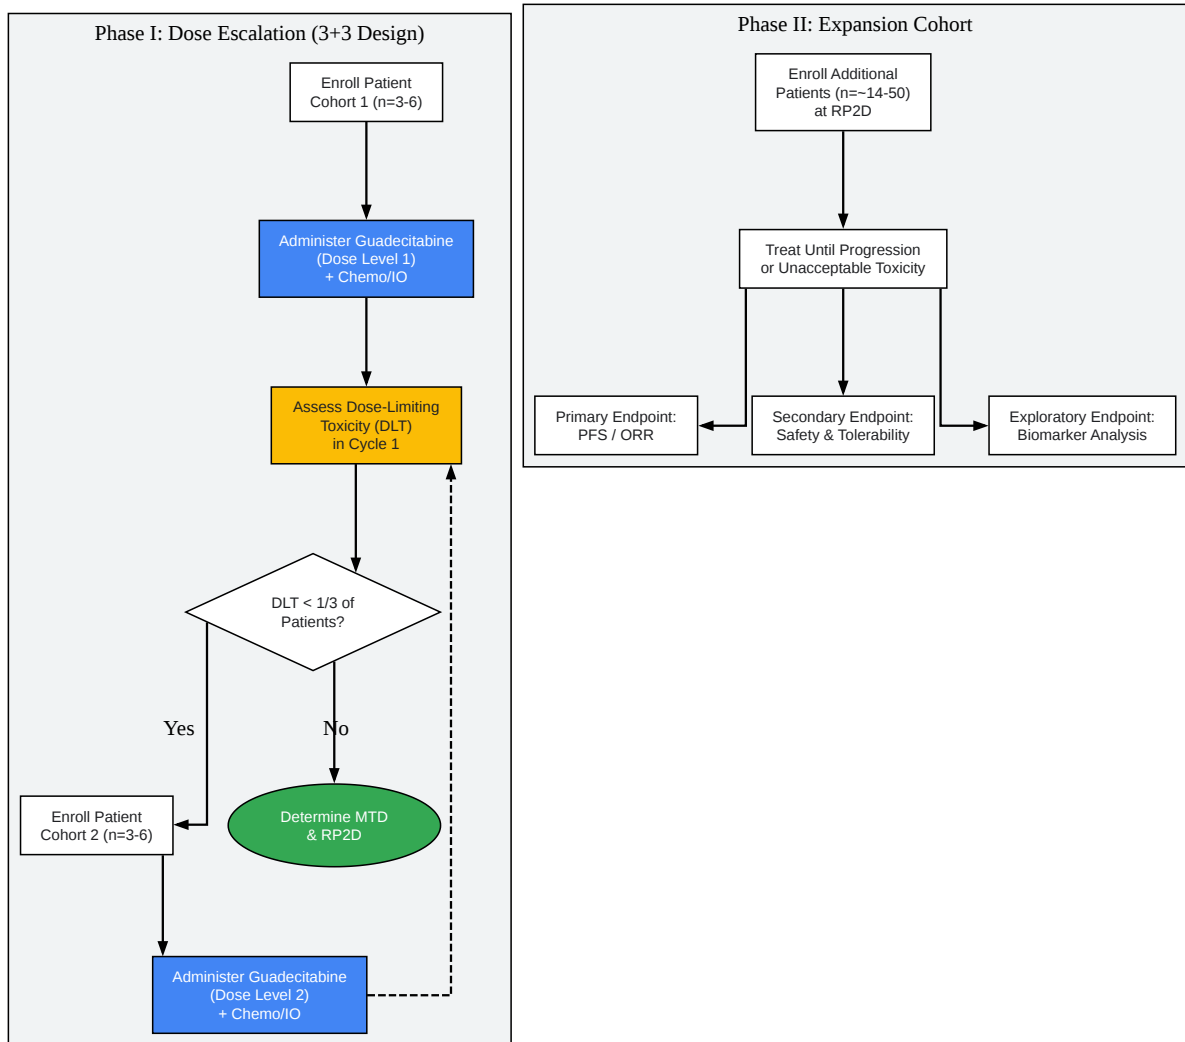 Phase I: Dose Escalation (3+3 Design)
Enroll Patient
Cohort 1 (n=3-6)
Administer Guadecitabine
(Dose Level 1)
+ Chemo/IO
Assess Dose-Limiting
Toxicity (DLT)
in Cycle 1
DLT < 1/3 of
Patients?
Yes
No
Enroll Patient
Cohort 2 (n=3-6)
Determine MTD
& RP2D
Administer Guadecitabine
(Dose Level 2)
+ Chemo/IO
Phase II: Expansion Cohort
Enroll Additional
Patients (n=~14-50)
at RP2D
Treat Until Progression
or Unacceptable Toxicity
Primary Endpoint:
PFS / ORR
Secondary Endpoint:
Safety & Tolerability
Exploratory Endpoint:
Biomarker Analysis